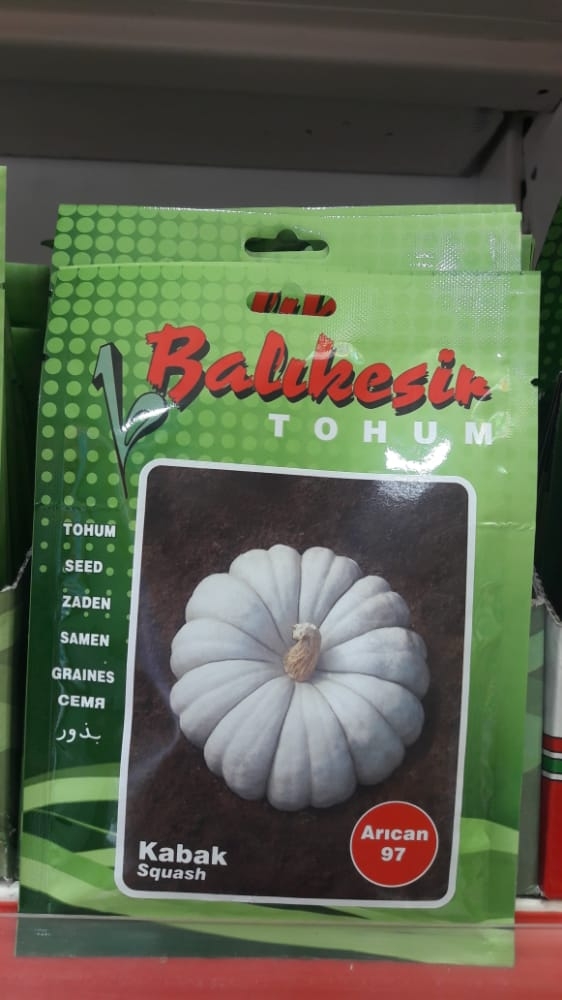 Balıkesir
TOHUM
TOHUM
SEED
ZADEN
SAMEN
GRAINES
СЕМЯ
بذور
Kabak
Squash
Arıcan
97